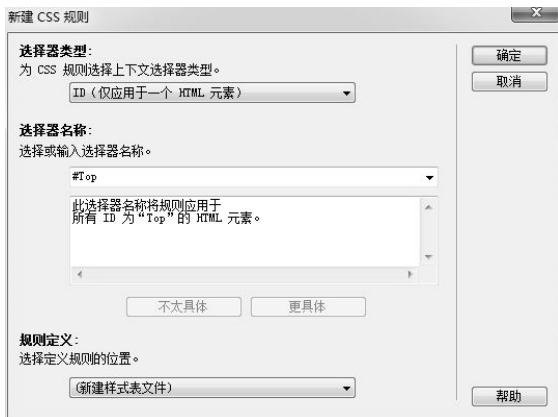 新建 CSS 规则
选择器类型：
为 CSS 规则选择上下文选择器类型。
ID（仅应用于一个 HTML 元素）
确定
取消
选择器名称：
选择或输入选择器名称。
#Top
此选择器名称将规则应用于
所有 ID 为“Top”的 HTML 元素。
不太具体
更具体
规则定义：
选择定义规则的位置。
(新建样式表文件)
帮助